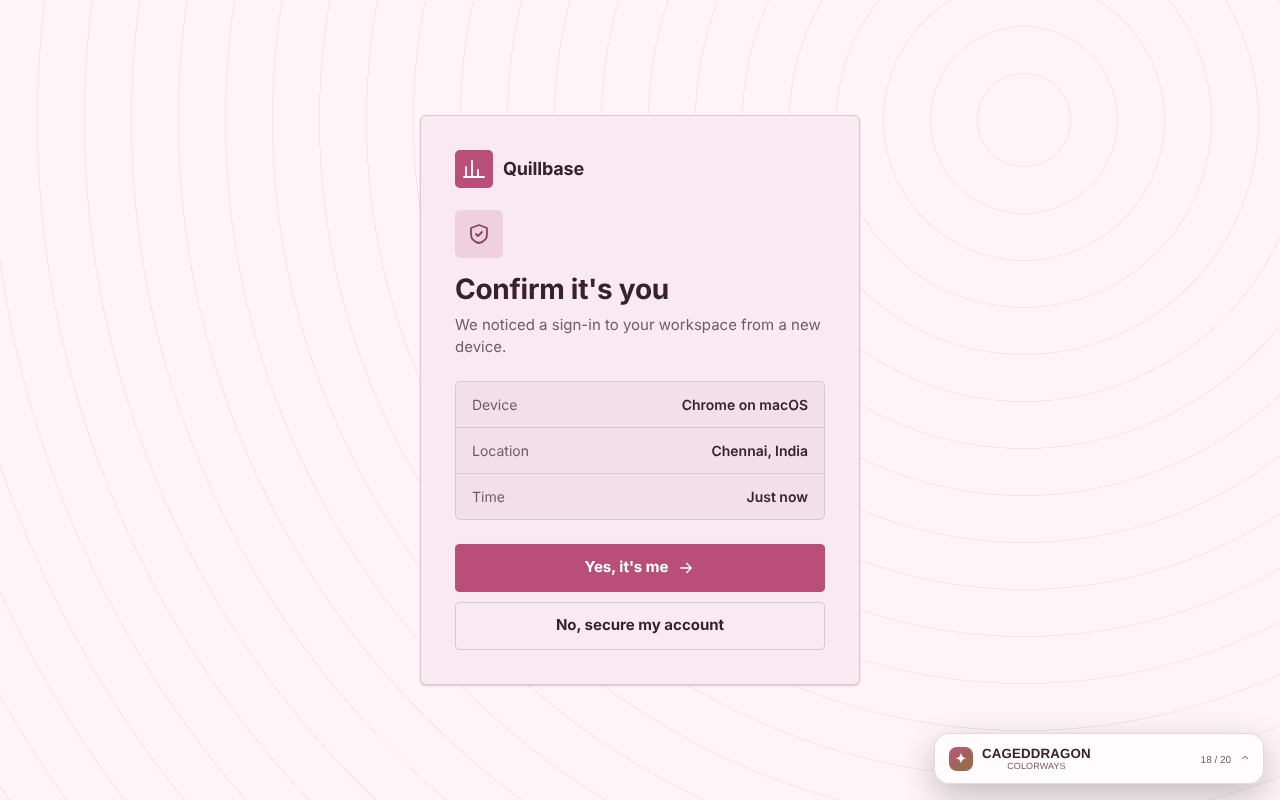 Quillbase
Confirm it's you
We noticed a sign-in to your workspace from a new
device.
Device Chrome on macOS
Location Chennai, India
Time Just now
Yes, it's me →
No, secure my account
CAGEDDRAGON
COLORWAYS
18 / 20